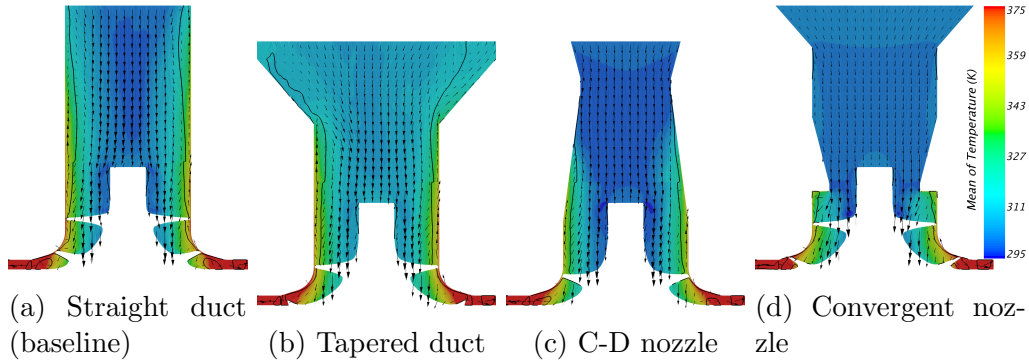 375
359
343
327
311
295
Mean of Temperature (K)
(a) Straight duct
(baseline)
(b) Tapered duct
(c) C-D nozzle
(d) Convergent noz-
zle